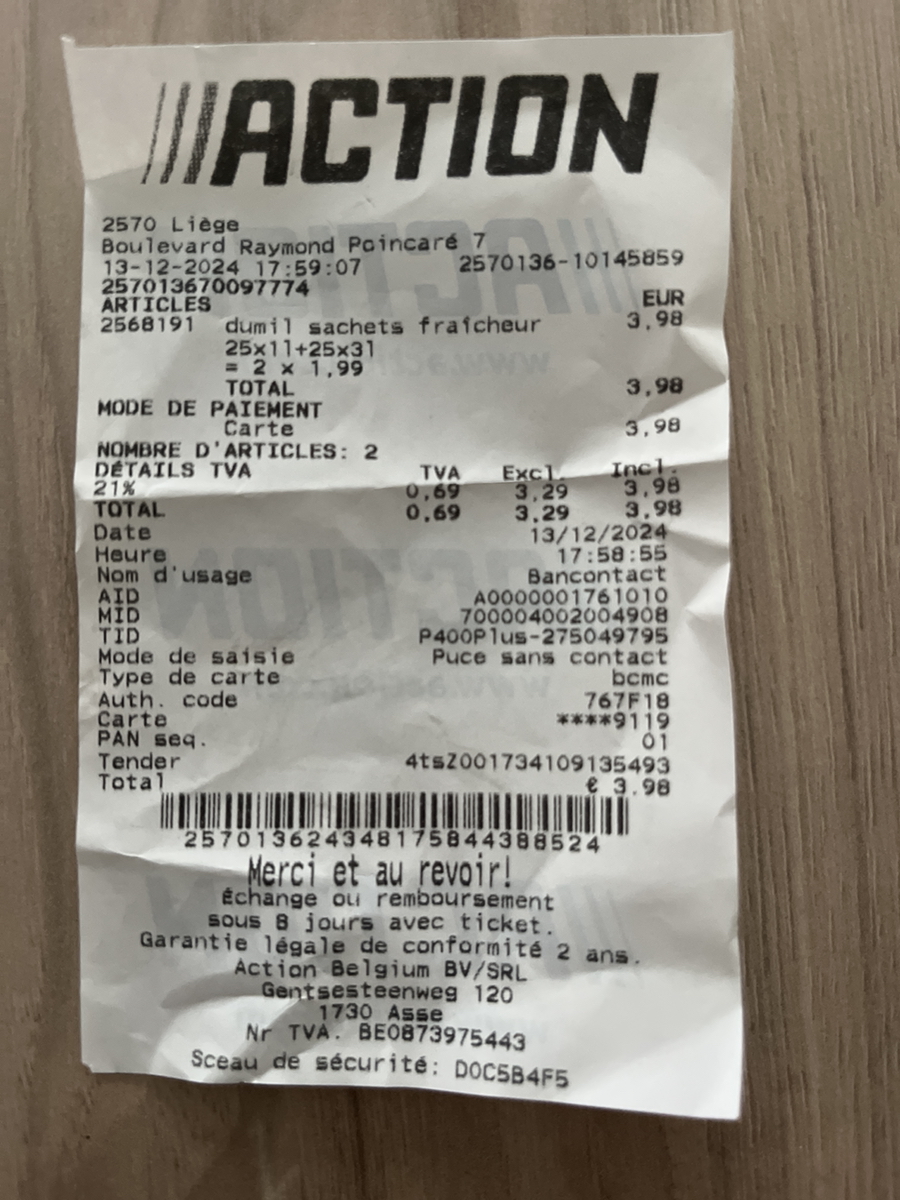 ACTION
2570 Liège
Boulevard Raymond Poincaré 7
13-12-2024 17:59:07 2570136-10145859
257013670097774
ARTICLES EUR
2568191 dumil sachets fraîcheur 3,98
25x11+25x31
= 2 x 1,99
TOTAL 3,98
MODE DE PAIEMENT
Carte 3,98
NOMBRE D'ARTICLES: 2
DÉTAILS TVA TVA Excl. Incl.
21% 0,69 3,29 3,98
TOTAL 0,69 3,29 3,98
Date 13/12/2024
Heure 17:58:55
Nom d'usage Bancontact
AID A0000001761010
MID 700004002004908
TID P400Plus-275049795
Mode de saisie Puce sans contact
Type de carte bcmc
Auth. code 767F18
Carte ****9119
PAN seq. 01
Tender 4tsZ001734109135493
Total € 3.98
257013624348175844388524
Merci et au revoir!
Échange ou remboursement
sous 8 jours avec ticket.
Garantie légale de conformité 2 ans.
Action Belgium BV/SRL
Gentsesteenweg 120
1730 Asse
Nr TVA. BE0873975443
Sceau de sécurité: D0C5B4F5